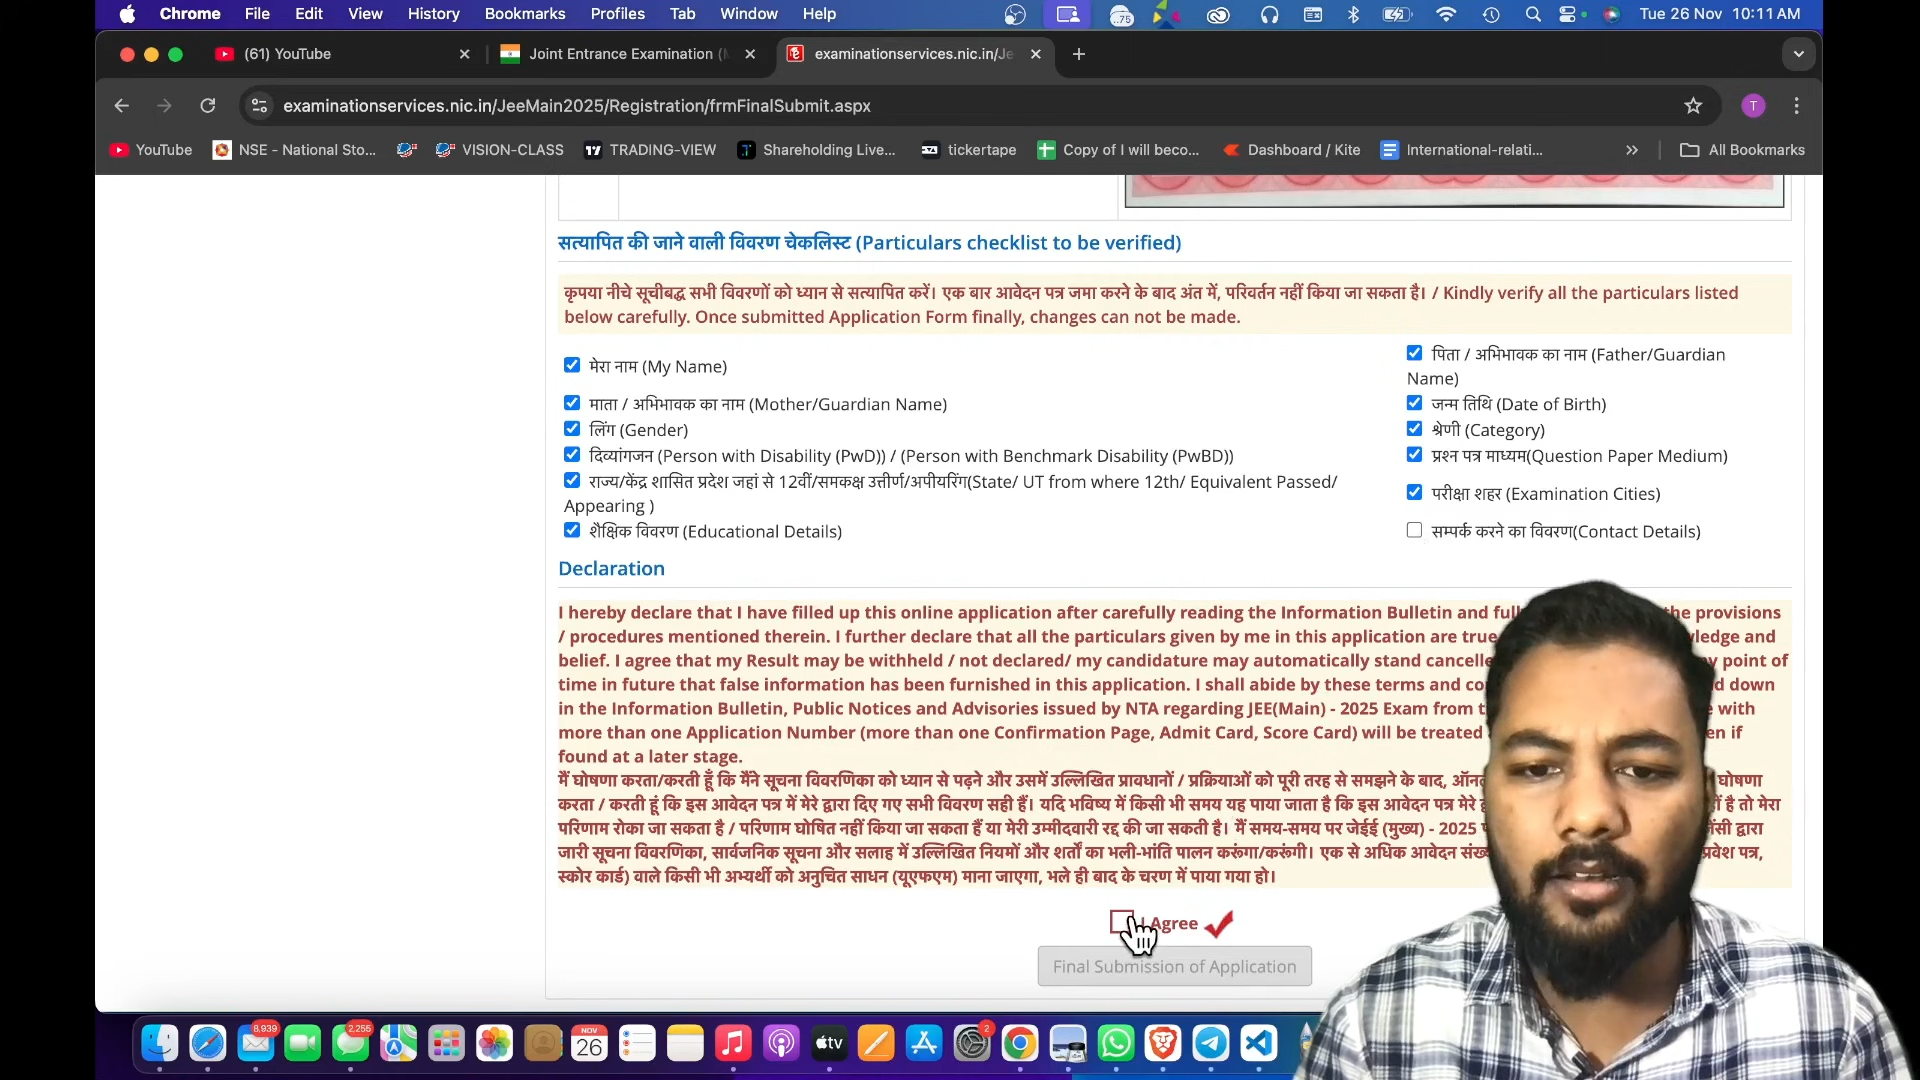 Chrome File Edit View History Bookmarks Profiles Tab Window Help .75 Tue 26 Nov 10:11 AM
(61) YouTube Joint Entrance Examination ( examinationservices.nic.in/Je
examinationservices.nic.in/JeeMain2025/Registration/frmFinalSubmit.aspx T
YouTube NSE - National Sto... VISION-CLASS TRADING-VIEW Shareholding Live... tickertape Copy of I will beco... Dashboard / Kite International-relati... » All Bookmarks
सत्यापित की जाने वाली विवरण चेकलिस्ट (Particulars checklist to be verified)
कृपया नीचे सूचीबद्ध सभी विवरणों को ध्यान से सत्यापित करें। एक बार आवेदन पत्र जमा करने के बाद अंत में, परिवर्तन नहीं किया जा सकता है। / Kindly verify all the particulars listed
below carefully. Once submitted Application Form finally, changes can not be made.
मेरा नाम (My Name)
पिता / अभिभावक का नाम (Father/Guardian
Name)
माता / अभिभावक का नाम (Mother/Guardian Name)
जन्म तिथि (Date of Birth)
लिंग (Gender)
श्रेणी (Category)
दिव्यांगजन (Person with Disability (PwD)) / (Person with Benchmark Disability (PwBD))
प्रश्न पत्र माध्यम(Question Paper Medium)
राज्य/केंद्र शासित प्रदेश जहां से 12वीं/समकक्ष उत्तीर्ण/अपीयरिंग(State/ UT from where 12th/ Equivalent Passed/
Appearing )
परीक्षा शहर (Examination Cities)
शैक्षिक विवरण (Educational Details)
सम्पर्क करने का विवरण(Contact Details)
Declaration
I hereby declare that I have filled up this online application after carefully reading the Information Bulletin and full the provisions
/ procedures mentioned therein. I further declare that all the particulars given by me in this application are true ledge and
belief. I agree that my Result may be withheld / not declared/ my candidature may automatically stand cancelle y point of
time in future that false information has been furnished in this application. I shall abide by these terms and co d down
in the Information Bulletin, Public Notices and Advisories issued by NTA regarding JEE(Main) - 2025 Exam from t with
more than one Application Number (more than one Confirmation Page, Admit Card, Score Card) will be treated en if
found at a later stage.
मैं घोषणा करता/करती हूँ कि मैंने सूचना विवरणिका को ध्यान से पढ़ने और उसमें उल्लिखित प्रावधानों / प्रक्रियाओं को पूरी तरह से समझने के बाद, ऑनल घोषणा
करता / करती हूं कि इस आवेदन पत्र में मेरे द्वारा दिए गए सभी विवरण सही हैं। यदि भविष्य में किसी भी समय यह पाया जाता है कि इस आवेदन पत्र मेरे है तो मेरा
परिणाम रोका जा सकता है / परिणाम घोषित नहीं किया जा सकता हैं या मेरी उम्मीदवारी रद्द की जा सकती है। मैं समय-समय पर जेईई (मुख्य) - 2025 द्वारा
जारी सूचना विवरणिका, सार्वजनिक सूचना और सलाह में उल्लिखित नियमों और शर्तों का भली-भांति पालन करूंगा/करूंगी। एक से अधिक आवेदन संख् प्रवेश पत्र,
स्कोर कार्ड) वाले किसी भी अभ्यर्थी को अनुचित साधन (यूएफएम) माना जाएगा, भले ही बाद के चरण में पाया गया हो।
I Agree
Final Submission of Application
8,939 2,256 NOV 26 tv 2